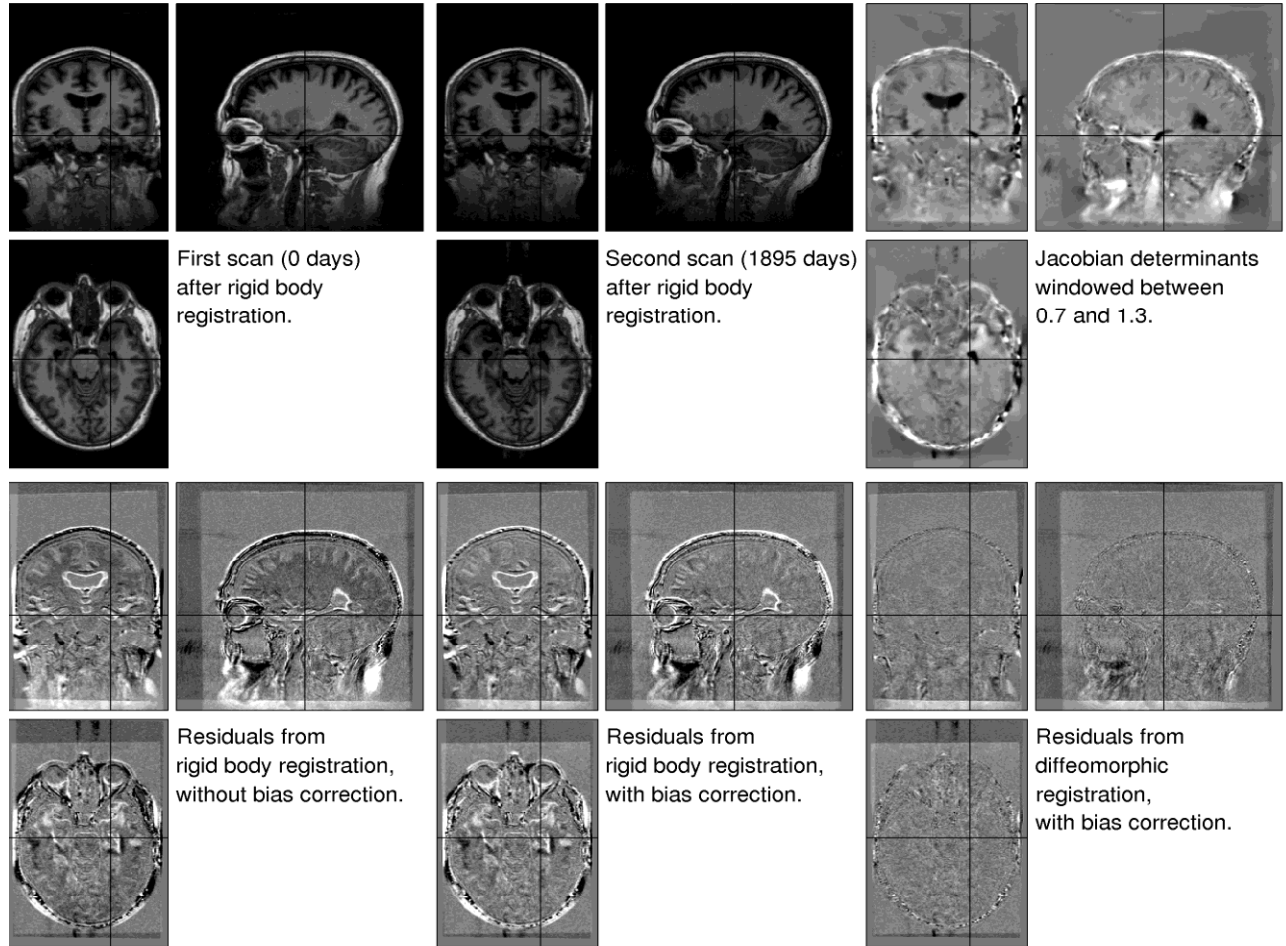 First scan (0 days)
after rigid body
registration.
Second scan (1895 days)
after rigid body
registration.
Jacobian determinants
windowed between
0.7 and 1.3.
Residuals from
rigid body registration,
without bias correction.
Residuals from
rigid body registration,
with bias correction.
Residuals from
diffeomorphic
registration,
with bias correction.